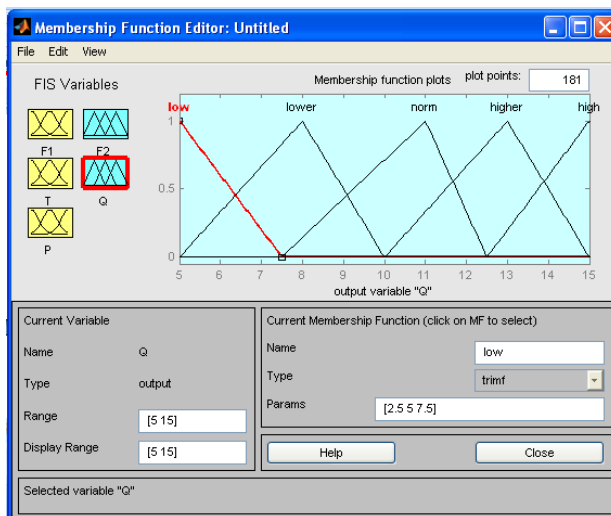 Membership Function Editor: Untitled
File Edit View
FIS Variables
Membership function plots plot points: 181
low lower norm higher high
1
0.5
0
5 6 7 8 9 10 11 12 13 14 15
output variable "Q"
F1 F2
T Q
P
Current Variable
Name Q
Type output
Range [5 15]
Display Range [5 15]
Current Membership Function (click on MF to select)
Name low
Type trimf
Params [2.5 5 7.5]
Help Close
Selected variable "Q"